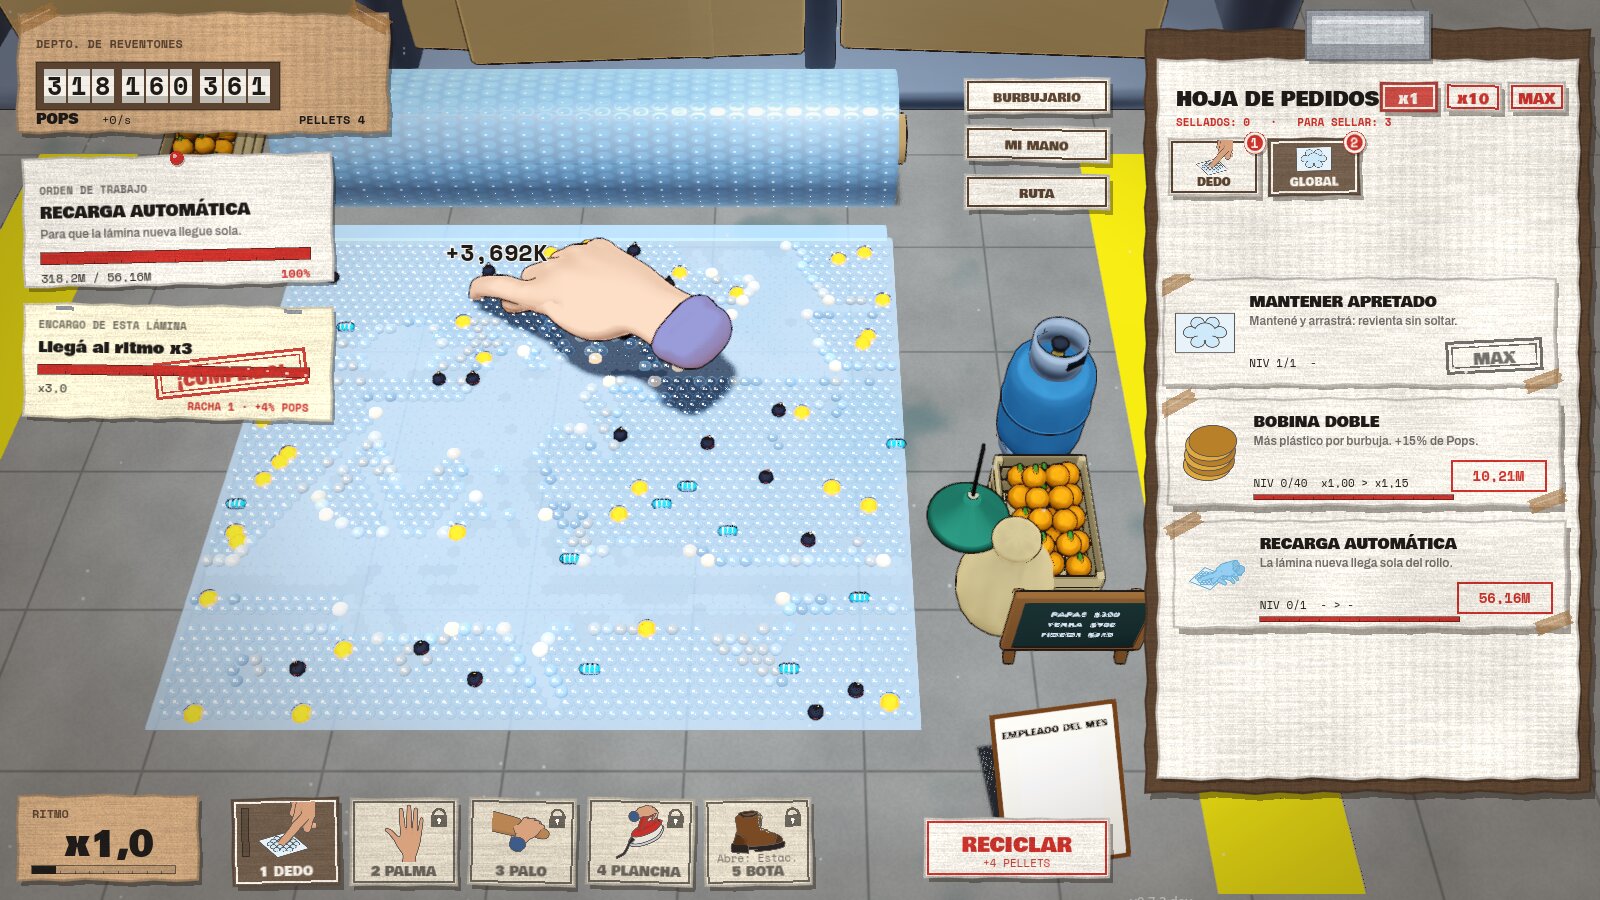 DEPTO. DE REVENTONES
318 160 361
POPS +0/s PELLETS 4
ORDEN DE TRABAJO
RECARGA AUTOMÁTICA
Para que la lámina nueva llegue sola.
318.2M / 56.16M 100%
ENCARGO DE ESTA LÁMINA
Llegá al ritmo x3
x3.0
RACHA 1 · +4% POPS
+3,692K
BURBUJARIO
MI MANO
RUTA
HOJA DE PEDIDOS x1 x10 MAX
SELLADOS: 0 · PARA SELLAR: 3
1 2
DEDO GLOBAL
MANTENER APRETADO
Mantené y arrastrá: revienta sin soltar.
NIV 1/1 - MAX
BOBINA DOBLE
Más plástico por burbuja. +15% de Pops.
NIV 0/40 x1.00 > x1.15 10,21M
RECARGA AUTOMÁTICA
La lámina nueva llega sola del rollo.
NIV 0/1 - > - 56,16M
EMPLEADO DEL MES
RITMO
x1,0
1 DEDO
2 PALMA
3 PALO
4 PLANCHA
Abre: Estac.
5 BOTA
RECICLAR
+4 PELLETS